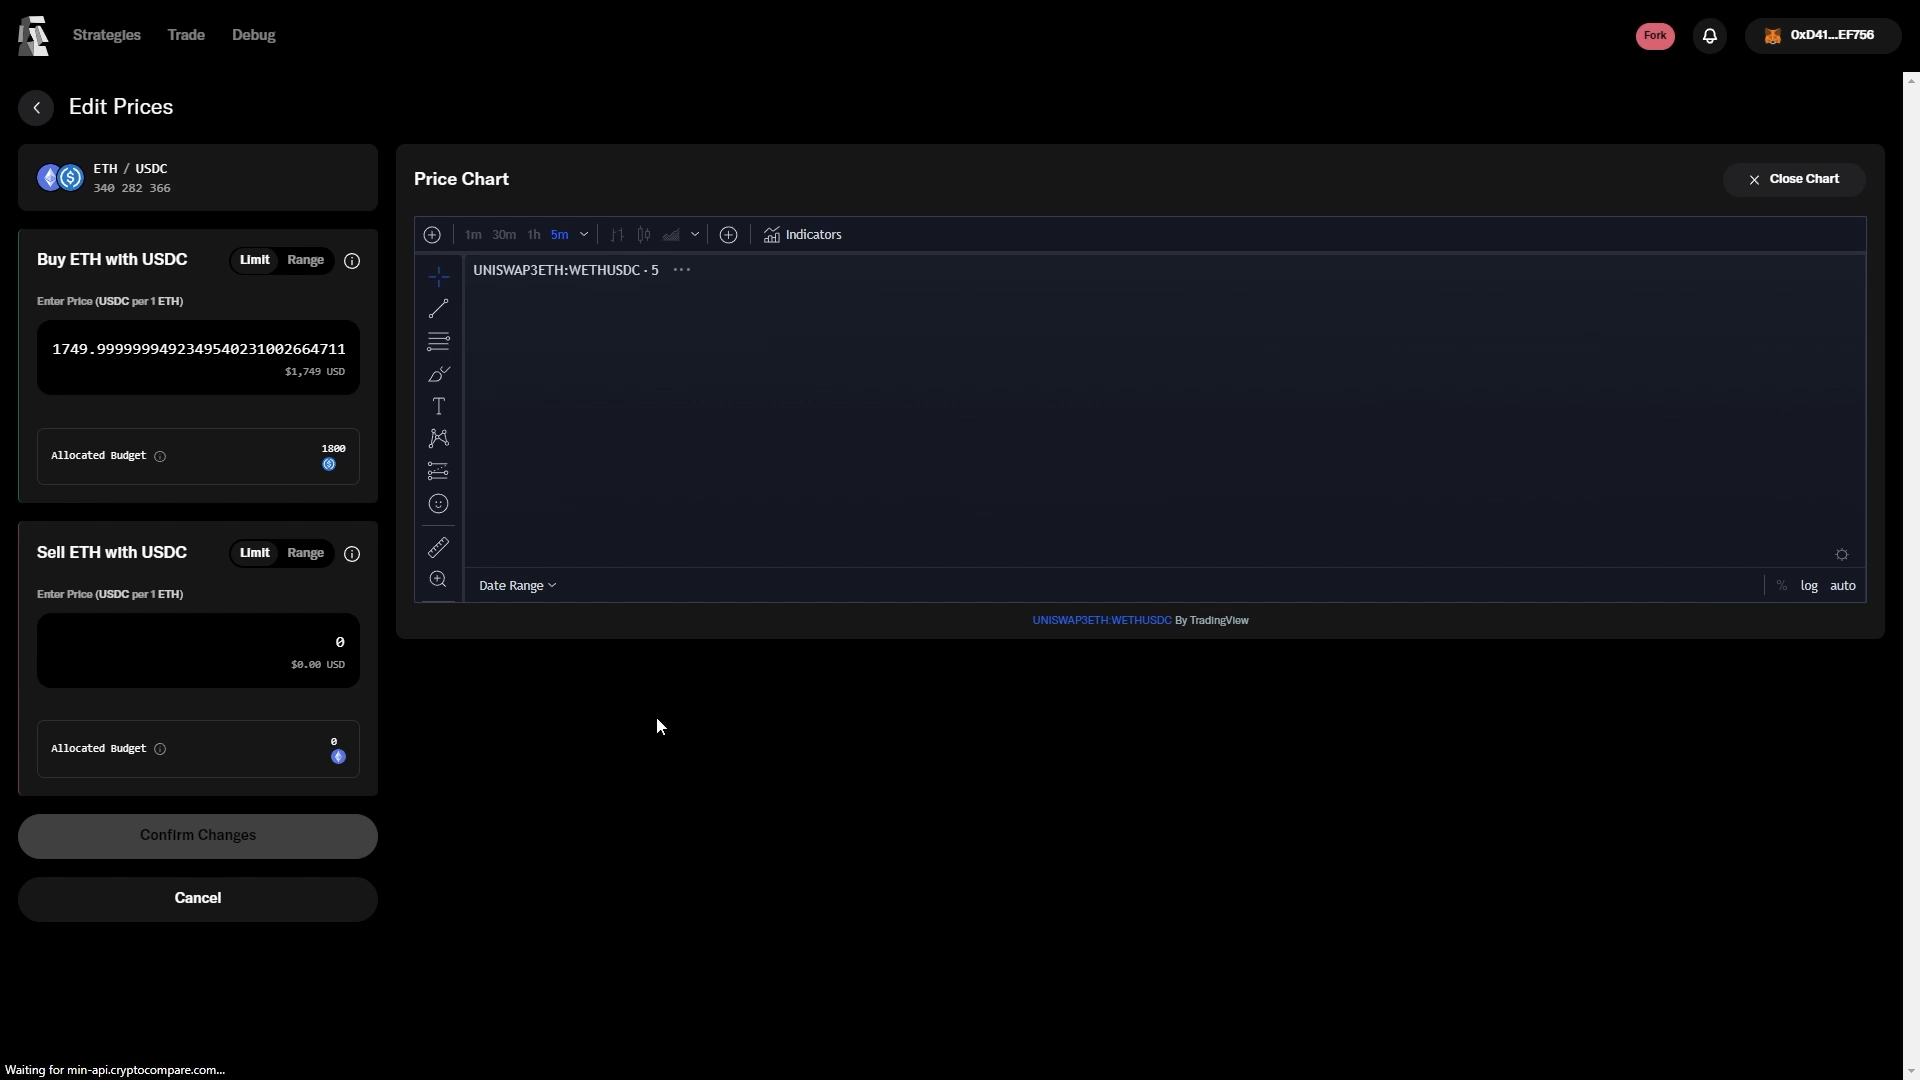 Strategies Trade Debug
Fork
0xD41...EF756
Edit Prices
ETH / USDC
340 282 366
Buy ETH with USDC
Limit Range
Enter Price (USDC per 1 ETH)
1749.9999999492349540231002664711
$1,749 USD
Allocated Budget
1800
Sell ETH with USDC
Limit Range
Enter Price (USDC per 1 ETH)
0
$0.00 USD
Allocated Budget
0
Confirm Changes
Cancel
Price Chart
Close Chart
1m 30m 1h 5m
Indicators
UNISWAP3ETH:WETHUSDC · 5
Date Range
% log auto
UNISWAP3ETH:WETHUSDC By TradingView
Waiting for min-api.cryptocompare.com...